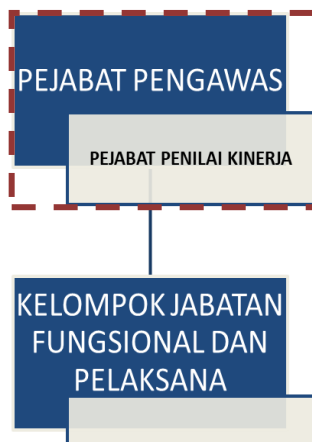 PEJABAT PENGAWAS
PEJABAT PENILAI KINERJA
KELOMPOK JABATAN
FUNGSIONAL DAN
PELAKSANA